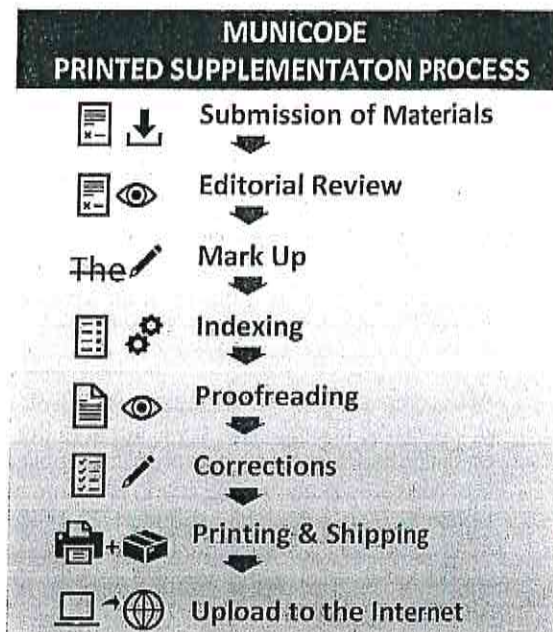 MUNICODE
PRINTED SUPPLEMENTATON PROCESS
Submission of Materials
Editorial Review
The
Mark Up
Indexing
Proofreading
Corrections
Printing & Shipping
Upload to the Internet